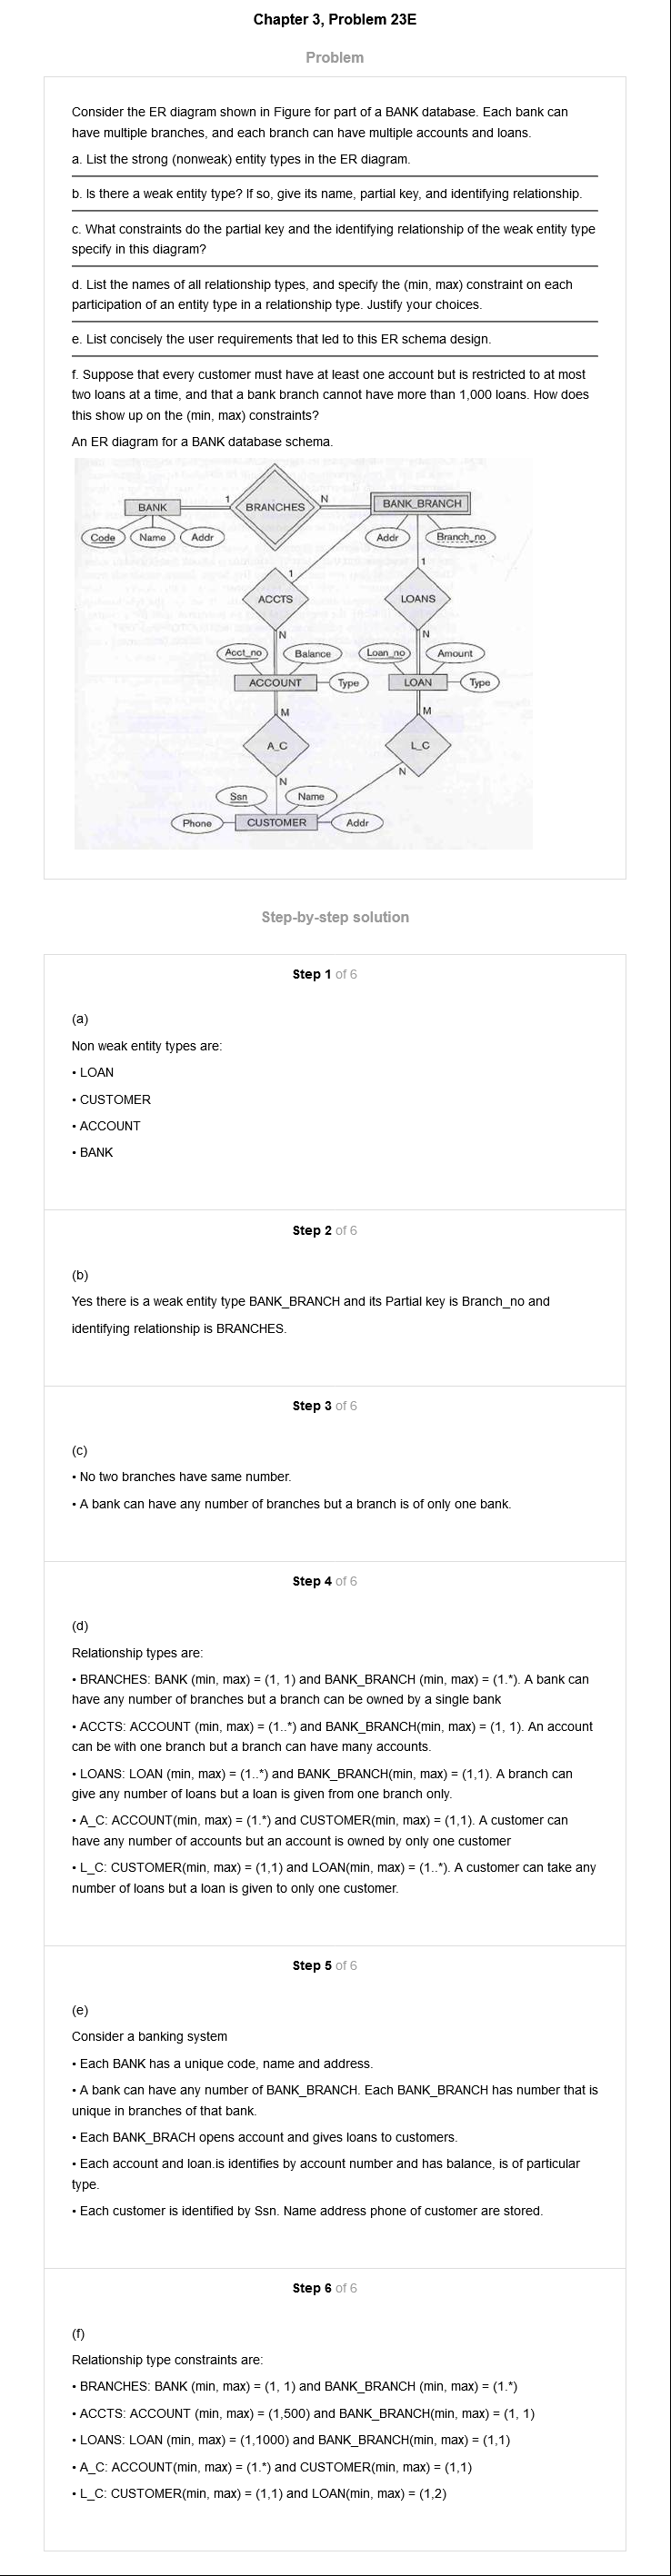 Chapter 3, Problem 23E
Problem
Consider the ER diagram shown in Figure for part of a BANK database. Each bank can
have multiple branches, and each branch can have multiple accounts and loans.
a. List the strong (nonweak) entity types in the ER diagram.
b. Is there a weak entity type? If so, give its name, partial key, and identifying relationship.
c. What constraints do the partial key and the identifying relationship of the weak entity type
specify in this diagram?
d. List the names of all relationship types, and specify the (min, max) constraint on each
participation of an entity type in a relationship type. Justify your choices.
e. List concisely the user requirements that led to this ER schema design.
f. Suppose that every customer must have at least one account but is restricted to at most
two loans at a time, and that a bank branch cannot have more than 1,000 loans. How does
this show up on the (min, max) constraints?
An ER diagram for a BANK database schema.
BANK 1 BRANCHES N BANK_BRANCH
Code Name Addr Addr Branch_no
1 1
ACCTS LOANS
N N
Acct_no Balance Loan_no Amount
ACCOUNT Type LOAN Type
M M
A_C L_C
N N
Ssn Name
Phone CUSTOMER Addr
Step-by-step solution
Step 1 of 6
(a)
Non weak entity types are:
• LOAN
• CUSTOMER
• ACCOUNT
• BANK
Step 2 of 6
(b)
Yes there is a weak entity type BANK_BRANCH and its Partial key is Branch_no and
identifying relationship is BRANCHES.
Step 3 of 6
(c)
• No two branches have same number.
• A bank can have any number of branches but a branch is of only one bank.
Step 4 of 6
(d)
Relationship types are:
• BRANCHES: BANK (min, max) = (1, 1) and BANK_BRANCH (min, max) = (1.*). A bank can
have any number of branches but a branch can be owned by a single bank
• ACCTS: ACCOUNT (min, max) = (1..*) and BANK_BRANCH(min, max) = (1, 1). An account
can be with one branch but a branch can have many accounts.
• LOANS: LOAN (min, max) = (1..*) and BANK_BRANCH(min, max) = (1,1). A branch can
give any number of loans but a loan is given from one branch only.
• A_C: ACCOUNT(min, max) = (1.*) and CUSTOMER(min, max) = (1,1). A customer can
have any number of accounts but an account is owned by only one customer
• L_C: CUSTOMER(min, max) = (1,1) and LOAN(min, max) = (1..*). A customer can take any
number of loans but a loan is given to only one customer.
Step 5 of 6
(e)
Consider a banking system
• Each BANK has a unique code, name and address.
• A bank can have any number of BANK_BRANCH. Each BANK_BRANCH has number that is
unique in branches of that bank.
• Each BANK_BRACH opens account and gives loans to customers.
• Each account and loan.is identifies by account number and has balance, is of particular
type.
• Each customer is identified by Ssn. Name address phone of customer are stored.
Step 6 of 6
(f)
Relationship type constraints are:
• BRANCHES: BANK (min, max) = (1, 1) and BANK_BRANCH (min, max) = (1.*)
• ACCTS: ACCOUNT (min, max) = (1,500) and BANK_BRANCH(min, max) = (1, 1)
• LOANS: LOAN (min, max) = (1,1000) and BANK_BRANCH(min, max) = (1,1)
• A_C: ACCOUNT(min, max) = (1.*) and CUSTOMER(min, max) = (1,1)
• L_C: CUSTOMER(min, max) = (1,1) and LOAN(min, max) = (1,2)